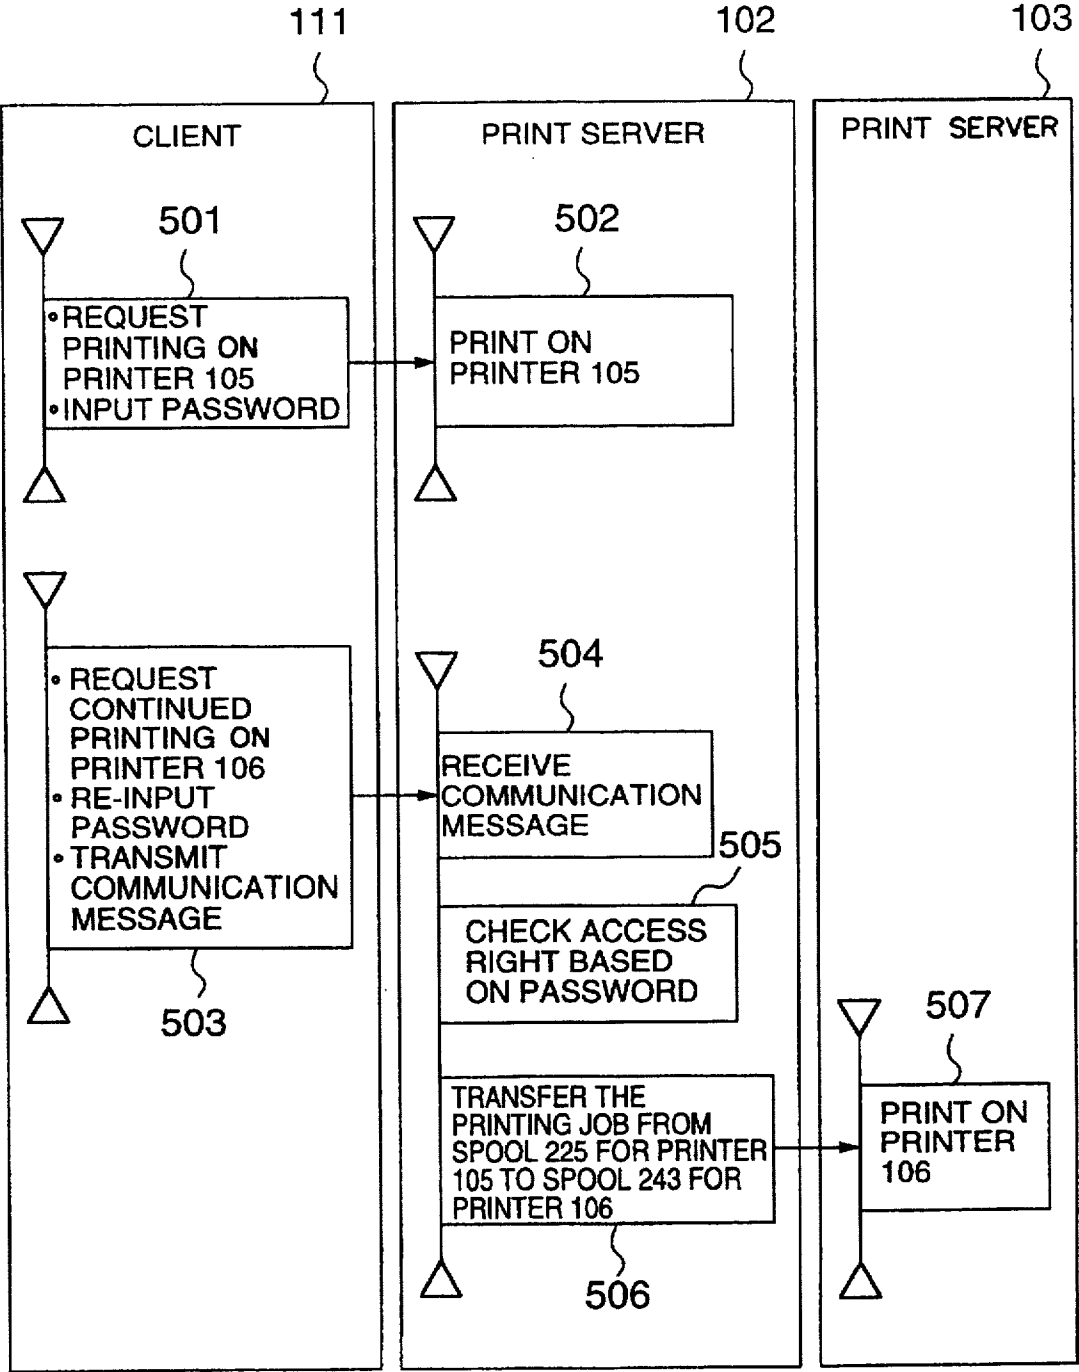 111
102
103
CLIENT
PRINT SERVER
PRINT SERVER
501
• REQUEST
PRINTING ON
PRINTER 105
• INPUT PASSWORD
502
PRINT ON
PRINTER 105
• REQUEST
CONTINUED
PRINTING ON
PRINTER 106
• RE-INPUT
PASSWORD
• TRANSMIT
COMMUNICATION
MESSAGE
503
504
RECEIVE
COMMUNICATION
MESSAGE
505
CHECK ACCESS
RIGHT BASED
ON PASSWORD
TRANSFER THE
PRINTING JOB FROM
SPOOL 225 FOR PRINTER
105 TO SPOOL 243 FOR
PRINTER 106
506
507
PRINT ON
PRINTER
106